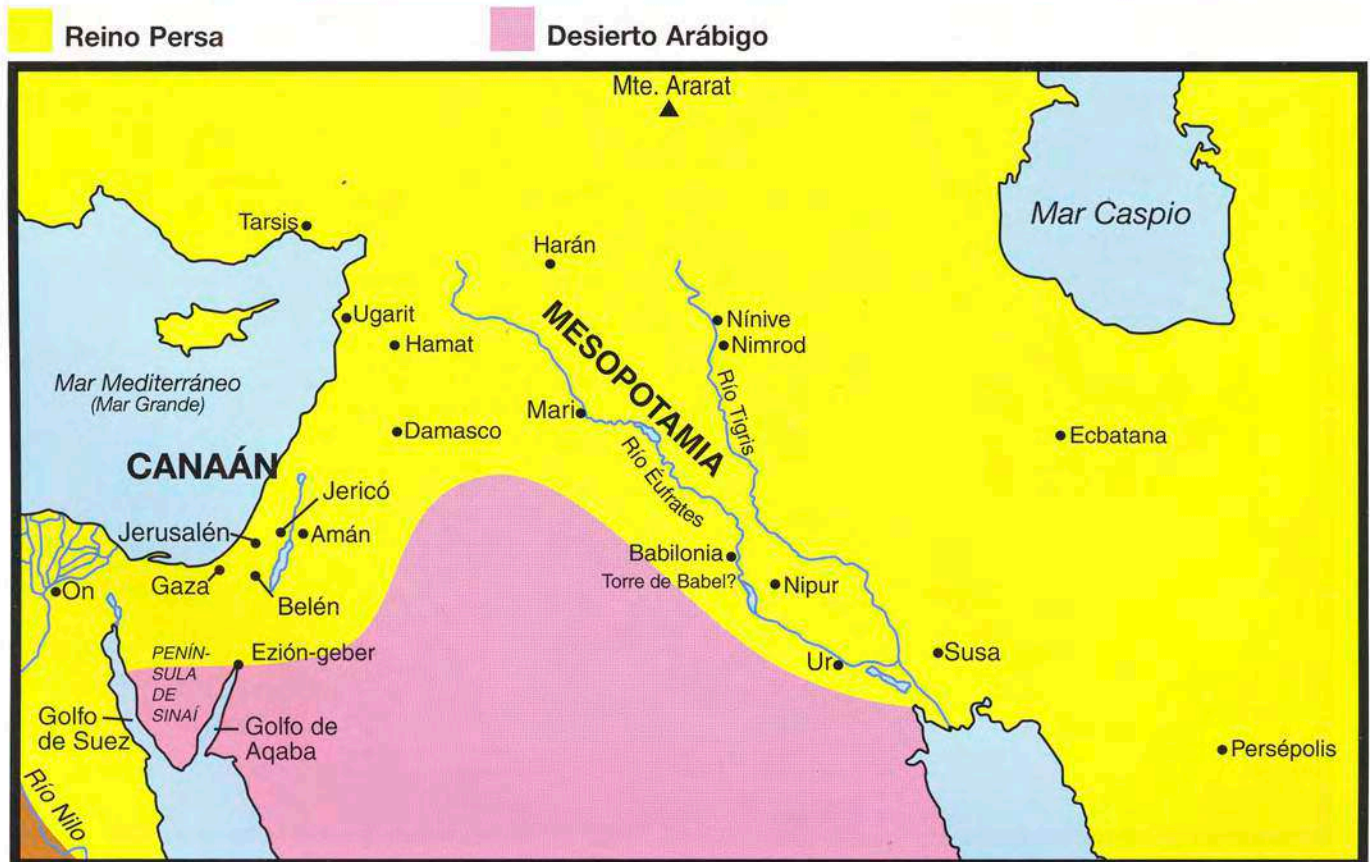 Reino Persa
Desierto Arábigo
Mte. Ararat
Mar Caspio
Tarsis
Harán
Ugarit
Hamat
Nínive
Nimrod
MESOPOTAMIA
Mar Mediterráneo
(Mar Grande)
Mari
Río Tigris
Damasco
Ecbatana
CANAÁN
Río Éufrates
Jericó
Jerusalén
Amán
Babilonia
Torre de Babel?
Nipur
On
Gaza
Belén
PENÍN-
SULA
DE
SINAÍ
Ezión-geber
Ur
Susa
Golfo
de Suez
Golfo de
Aqaba
Persépolis
Río Nilo